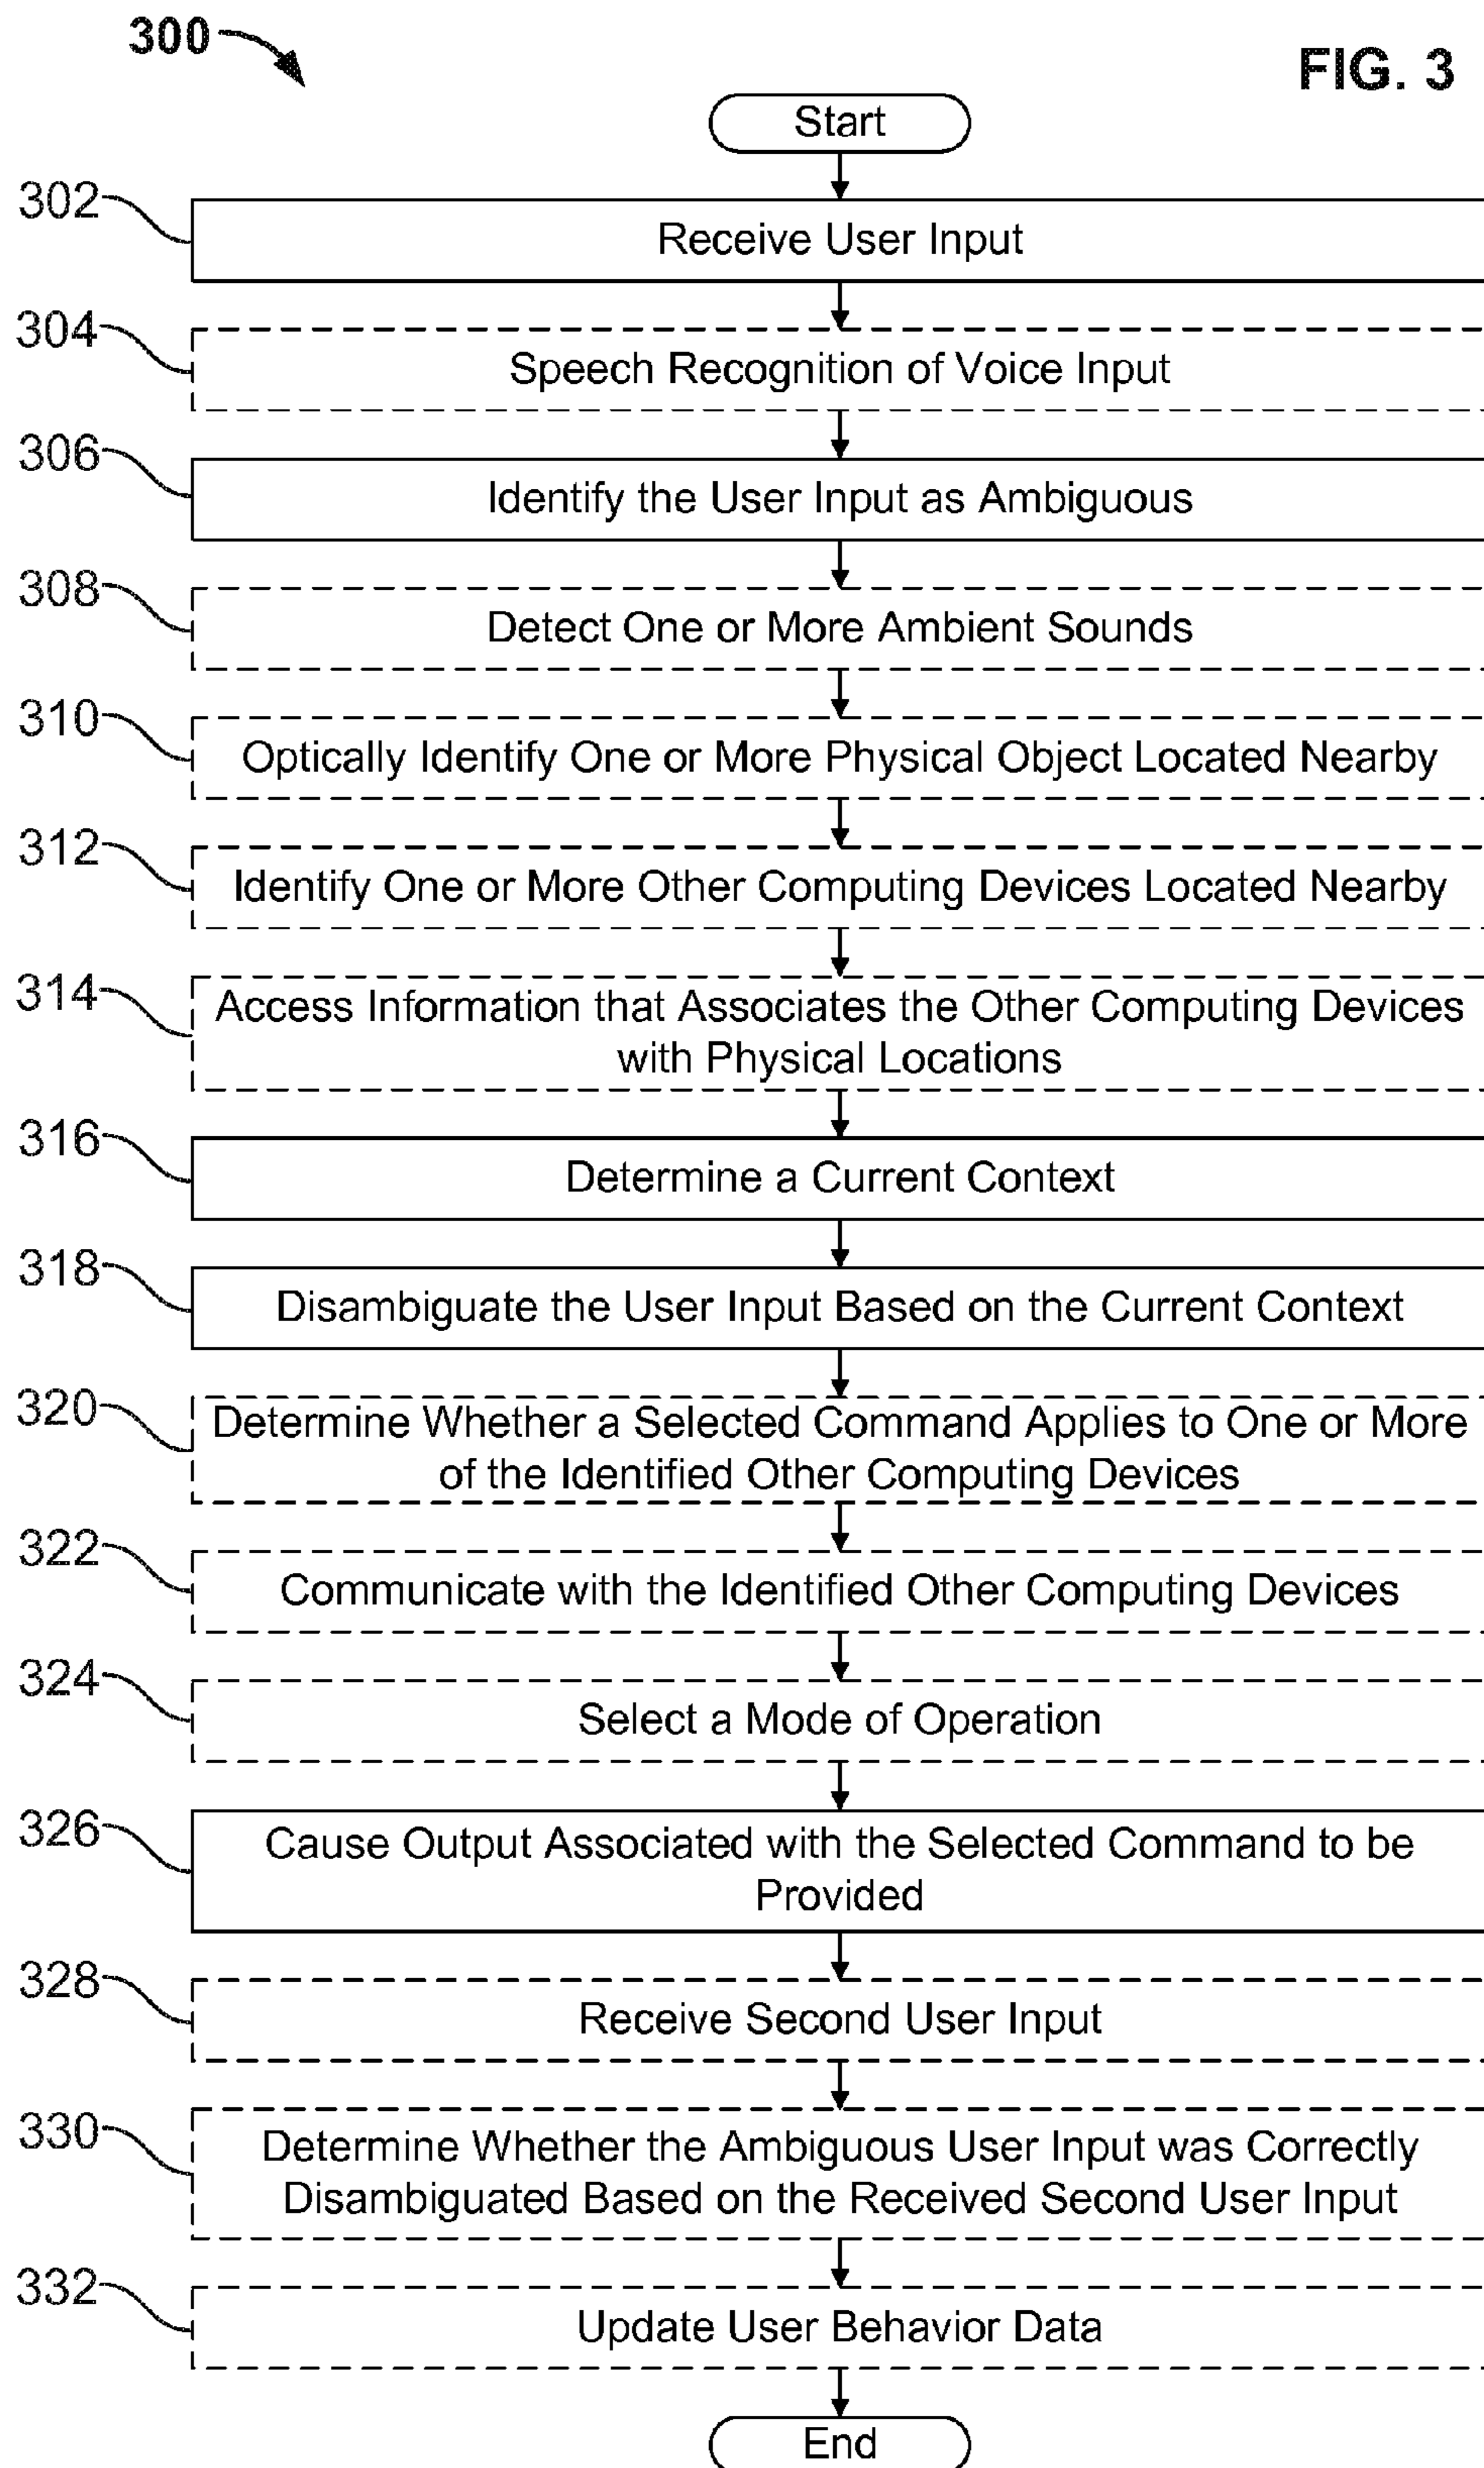 300
FIG. 3
Start
302
Receive User Input
304
Speech Recognition of Voice Input
306
Identify the User Input as Ambiguous
308
Detect One or More Ambient Sounds
310
Optically Identify One or More Physical Object Located Nearby
312
Identify One or More Other Computing Devices Located Nearby
314
Access Information that Associates the Other Computing Devices
with Physical Locations
316
Determine a Current Context
318
Disambiguate the User Input Based on the Current Context
320
Determine Whether a Selected Command Applies to One or More
of the Identified Other Computing Devices
322
Communicate with the Identified Other Computing Devices
324
Select a Mode of Operation
326
Cause Output Associated with the Selected Command to be
Provided
328
Receive Second User Input
330
Determine Whether the Ambiguous User Input was Correctly
Disambiguated Based on the Received Second User Input
332
Update User Behavior Data
End